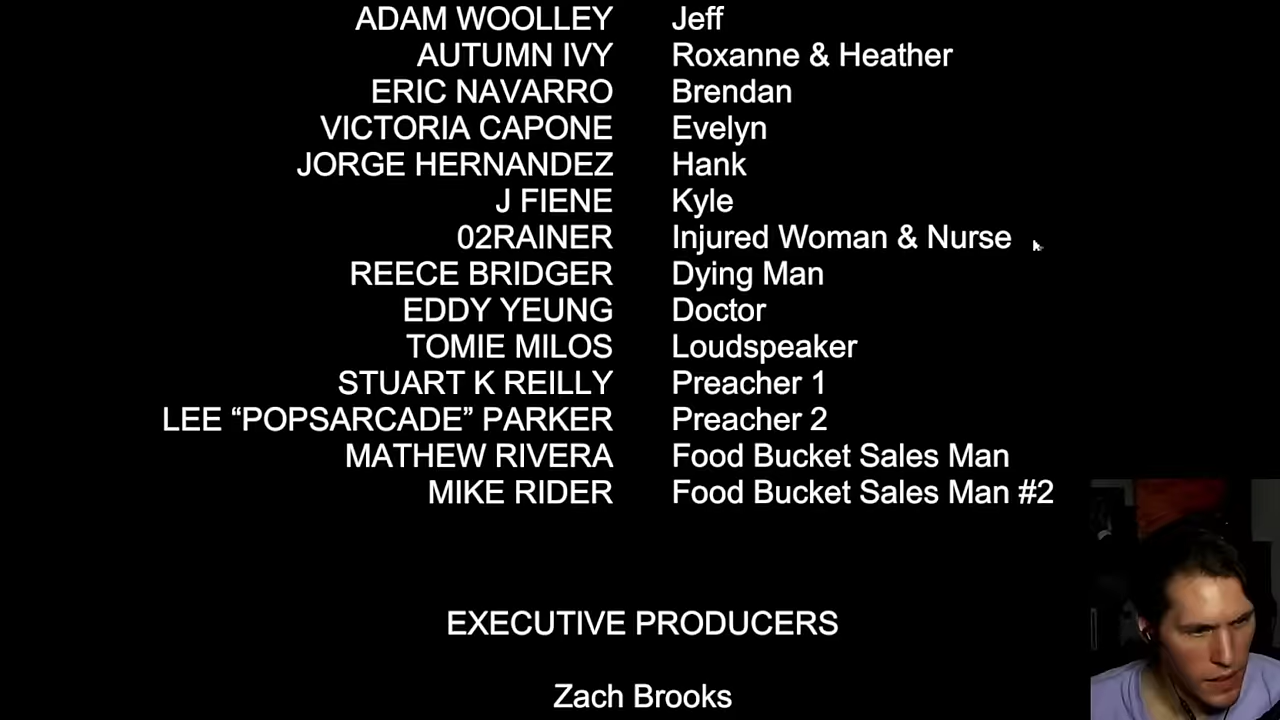 ADAM WOOLLEY Jeff
AUTUMN IVY Roxanne & Heather
ERIC NAVARRO Brendan
VICTORIA CAPONE Evelyn
JORGE HERNANDEZ Hank
J FIENE Kyle
02RAINER Injured Woman & Nurse
REECE BRIDGER Dying Man
EDDY YEUNG Doctor
TOMIE MILOS Loudspeaker
STUART K REILLY Preacher 1
LEE “POPSARCADE” PARKER Preacher 2
MATHEW RIVERA Food Bucket Sales Man
MIKE RIDER Food Bucket Sales Man #2
EXECUTIVE PRODUCERS
Zach Brooks